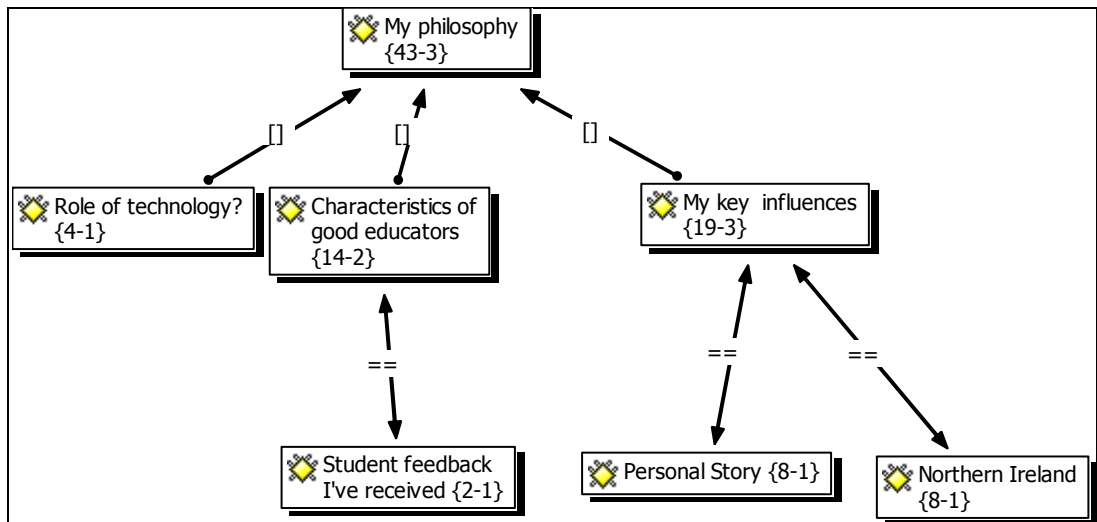 My philosophy
{43-3}
[]
[]
[]
Role of technology?
{4-1}
Characteristics of
good educators
{14-2}
My key influences
{19-3}
==
==
==
Student feedback
I've received {2-1}
Personal Story {8-1}
Northern Ireland
{8-1}